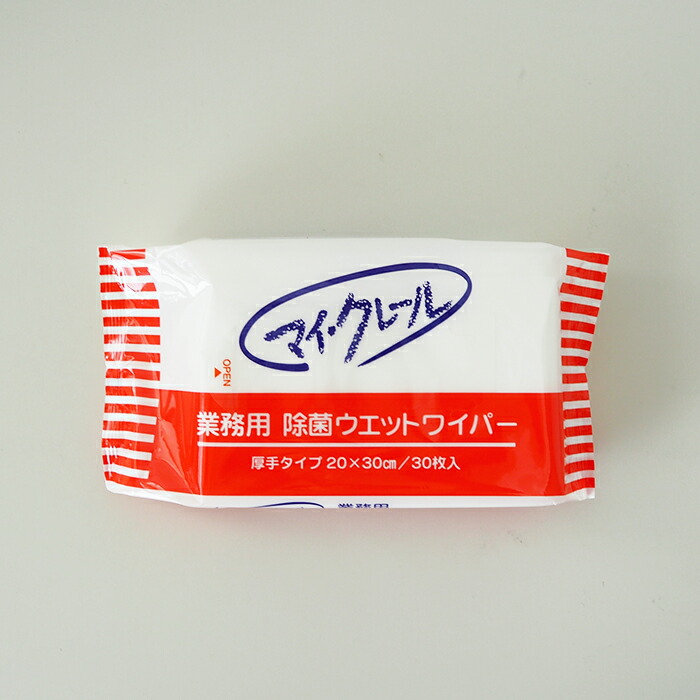 マイ・クレール
OPEN
業務用 除菌ウエットワイパー
厚手タイプ 20×30cm/30枚入
業務用